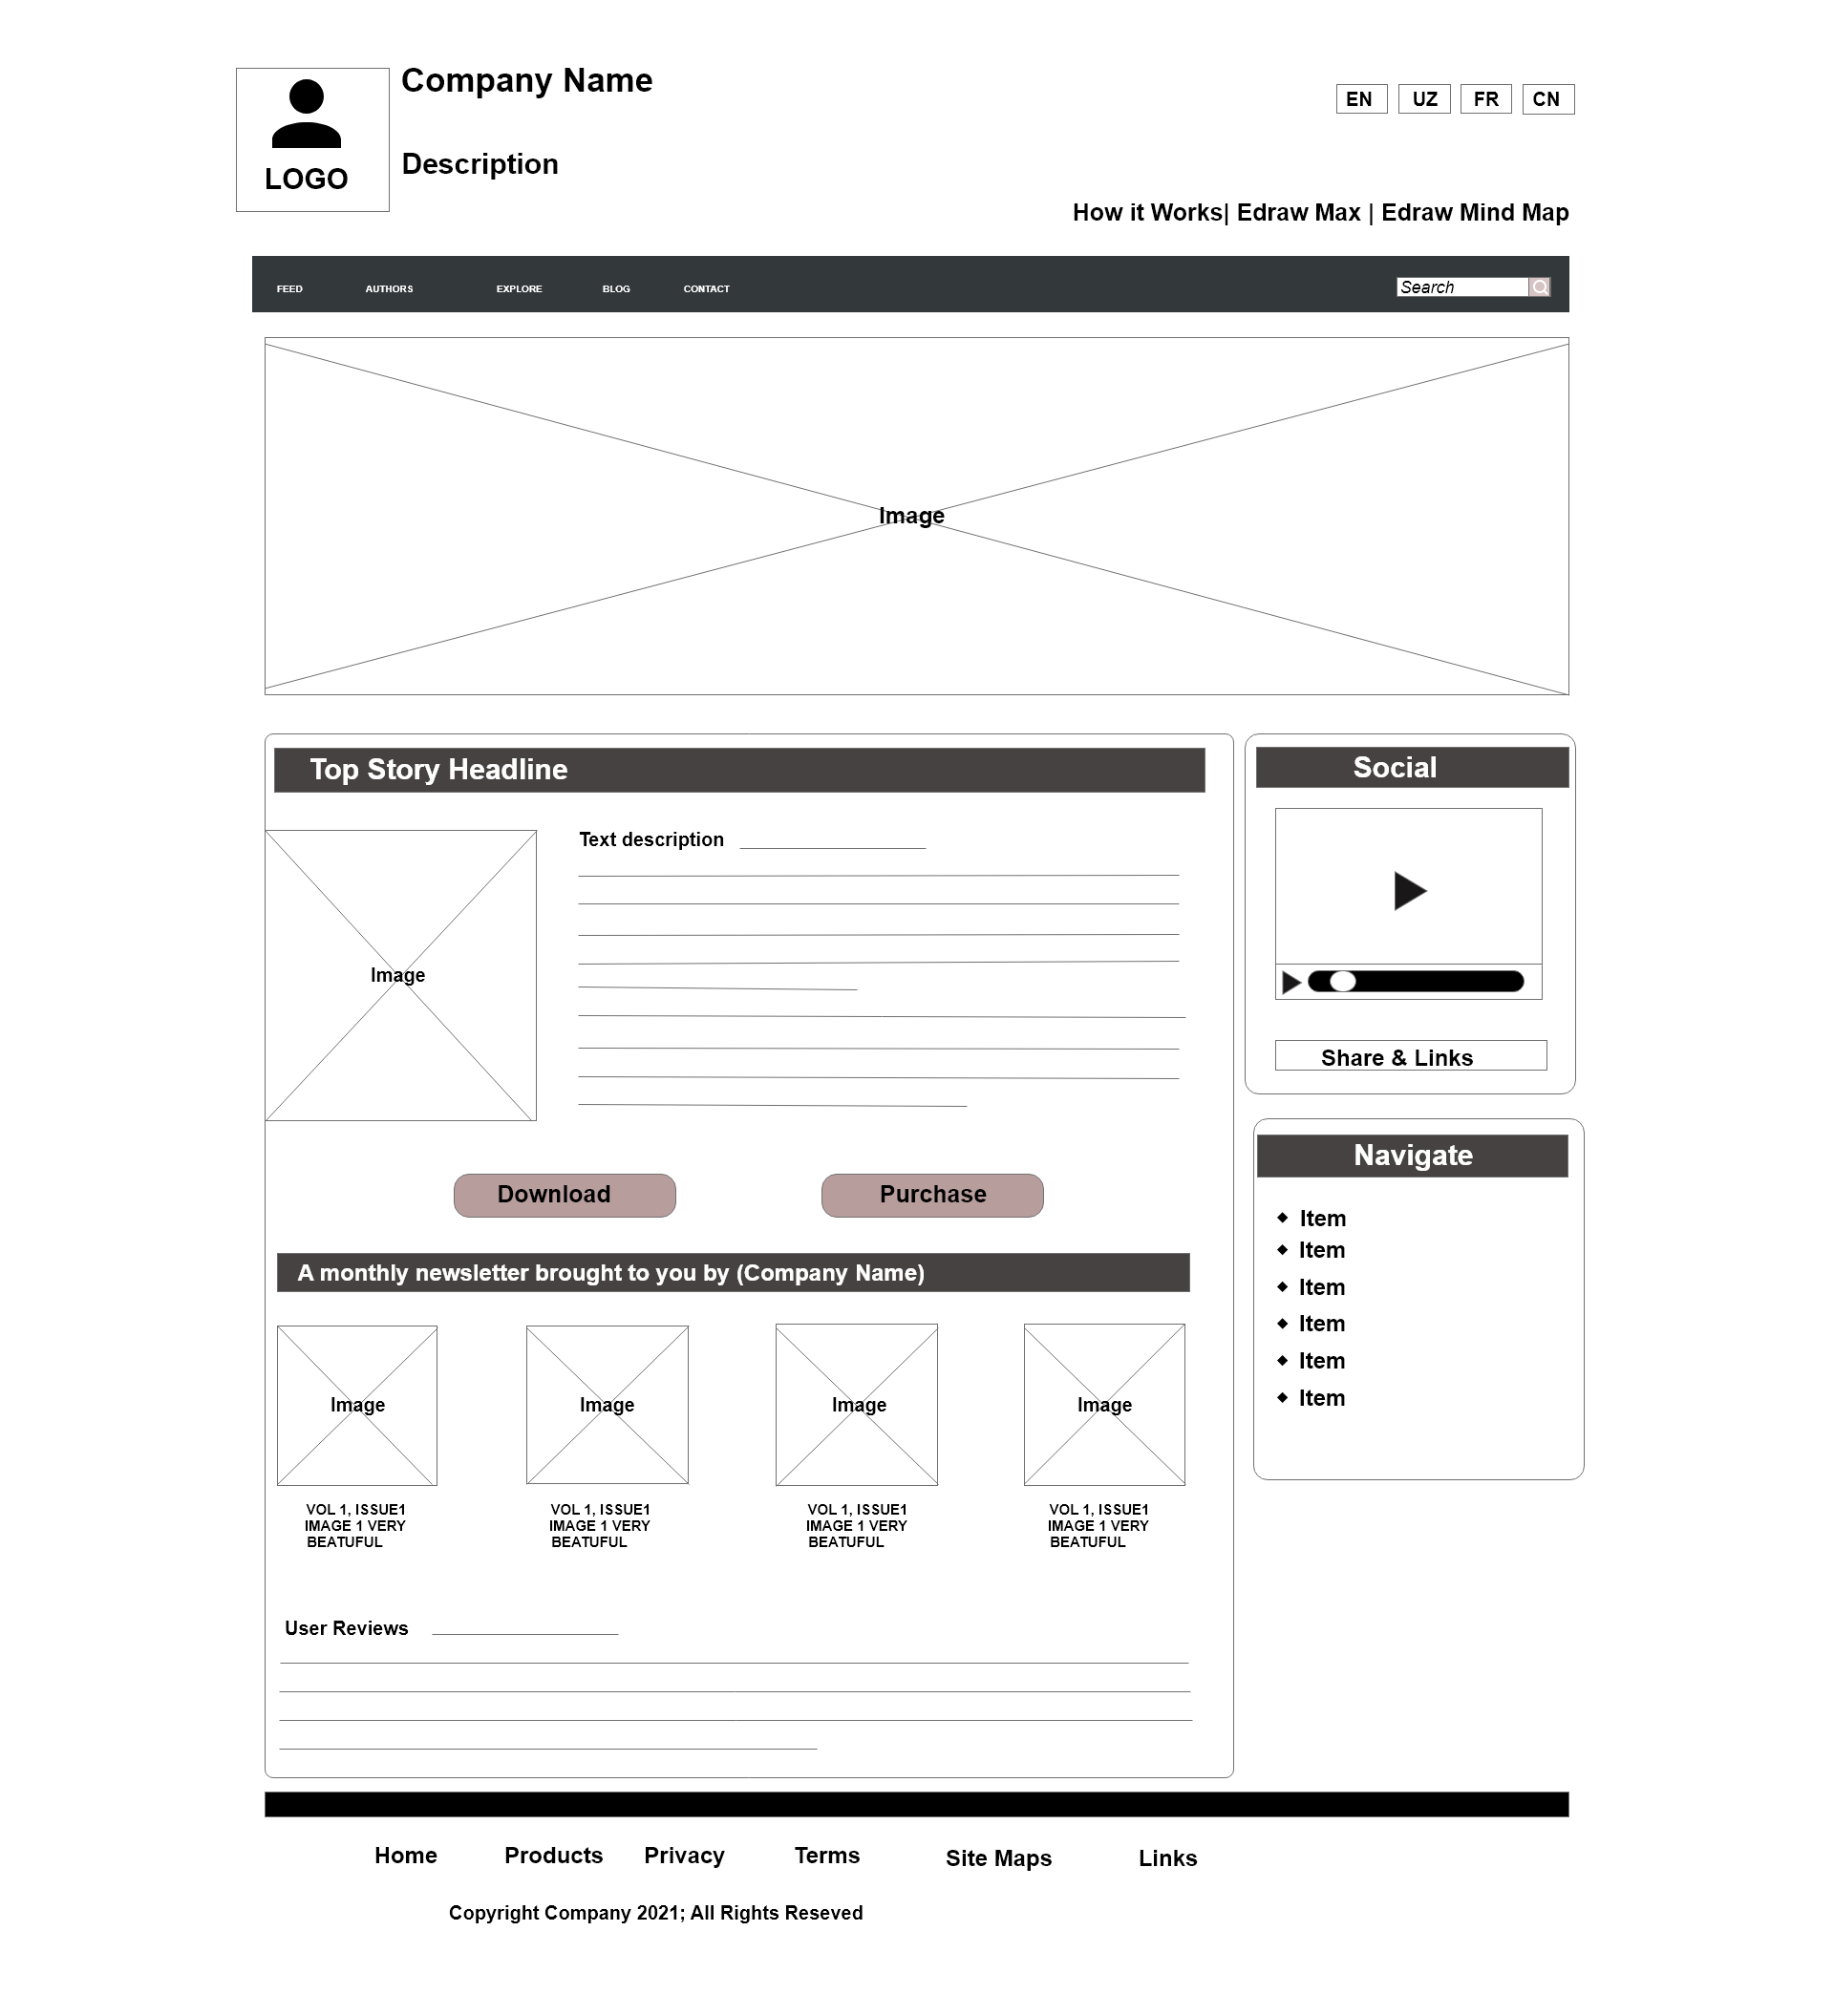 Company Name
EN UZ FR CN
Description
LOGO
How it Works| Edraw Max | Edraw Mind Map
FEED AUTHORS EXPLORE BLOG CONTACT Search
Image
Top Story Headline
Text description
Image
Download Purchase
A monthly newsletter brought to you by (Company Name)
Image Image Image Image
VOL 1, ISSUE1 VOL 1, ISSUE1 VOL 1, ISSUE1 VOL 1, ISSUE1
IMAGE 1 VERY IMAGE 1 VERY IMAGE 1 VERY IMAGE 1 VERY
BEATUFUL BEATUFUL BEATUFUL BEATUFUL
User Reviews
Social
Share & Links
Navigate
Item
Item
Item
Item
Item
Item
Home Products Privacy Terms Site Maps Links
Copyright Company 2021; All Rights Reseved